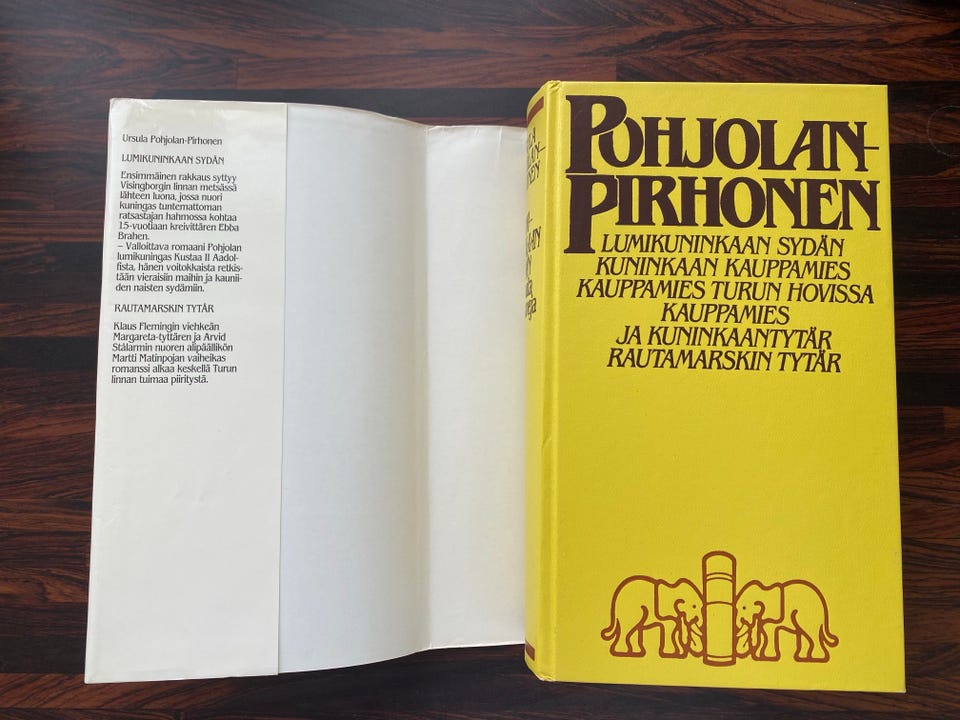 Ursula Pohjolan-Pirhonen
LUMIKUNINKAAN SYDÄN
Ensimmäinen rakkaus syttyy
Visingborgin linnan metsässä
lähteen luona, jossa nuori
kuningas tuntemattoman
ratsastajan hahmossa kohtaa
15-vuotiaan kreivittären Ebba
Brahen.
– Valloittava romaani Pohjolan
lumikuningas Kustaa II Aadol-
fista, hänen voitokkaista retkis-
tään vieraisiin maihin ja kaunii-
den naisten sydämiin.
RAUTAMARSKIN TYTÄR
Klaus Flemingin viehkeän
Margareta-tyttären ja Arvid
Stålarmin nuoren alipäällikön
Martti Matinpojan vaiheikas
romanssi alkaa keskellä Turun
linnan tuimaa piiritystä.
POHJOLAN-
PIRHONEN
LUMIKUNINKAAN SYDÄN
KUNINKAAN KAUPPAMIES
KAUPPAMIES TURUN HOVISSA
KAUPPAMIES
JA KUNINKAANTYTÄR
RAUTAMARSKIN TYTÄR